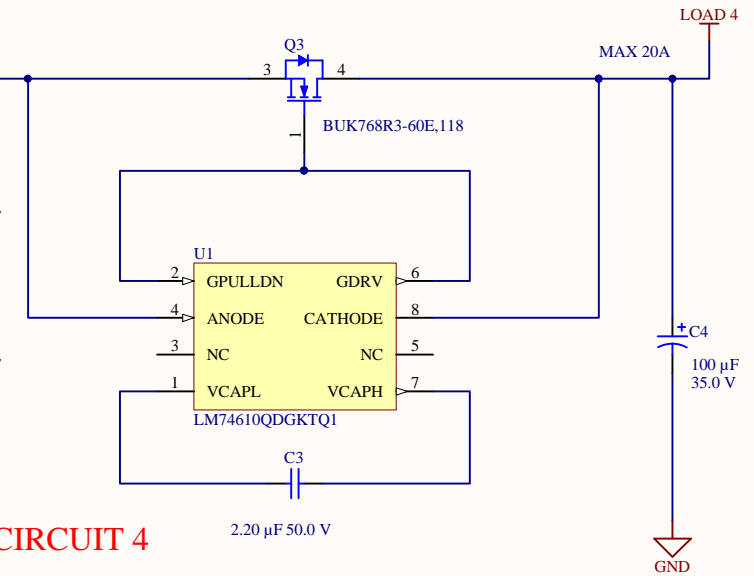 LOAD 4
MAX 20A
Q3
3
4
1
BUK768R3-60E,118
U1
2 GPULLDN GDRV 6
4 ANODE CATHODE 8
3 NC NC 5
1 VCAPL VCAPH 7
LM74610QDGKTQ1
C4
100 µF
35.0 V
C3
2.20 µF 50.0 V
CIRCUIT 4
GND